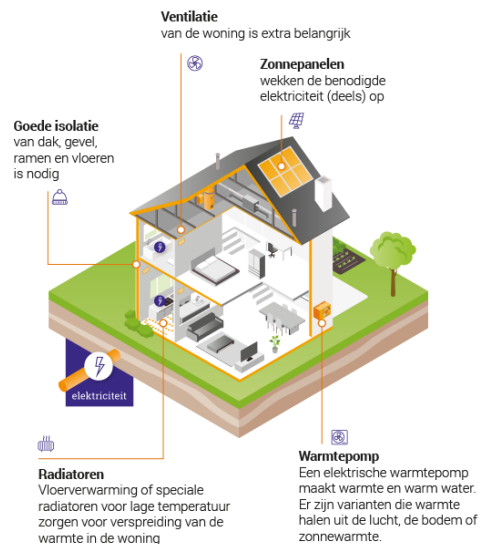 Ventilatie
van de woning is extra belangrijk
Zonnepanelen
wekken de benodigde
elektriciteit (deels) op
Goede isolatie
van dak, gevel,
ramen en vloeren
is nodig
elektriciteit
Radiatoren
Vloerverwarming of speciale
radiatoren voor lage temperatuur
zorgen voor verspreiding van de
warmte in de woning
Warmtepomp
Een elektrische warmtepomp
maakt warmte en warm water.
Er zijn varianten die warmte
halen uit de lucht, de bodem of
zonnewarmte.